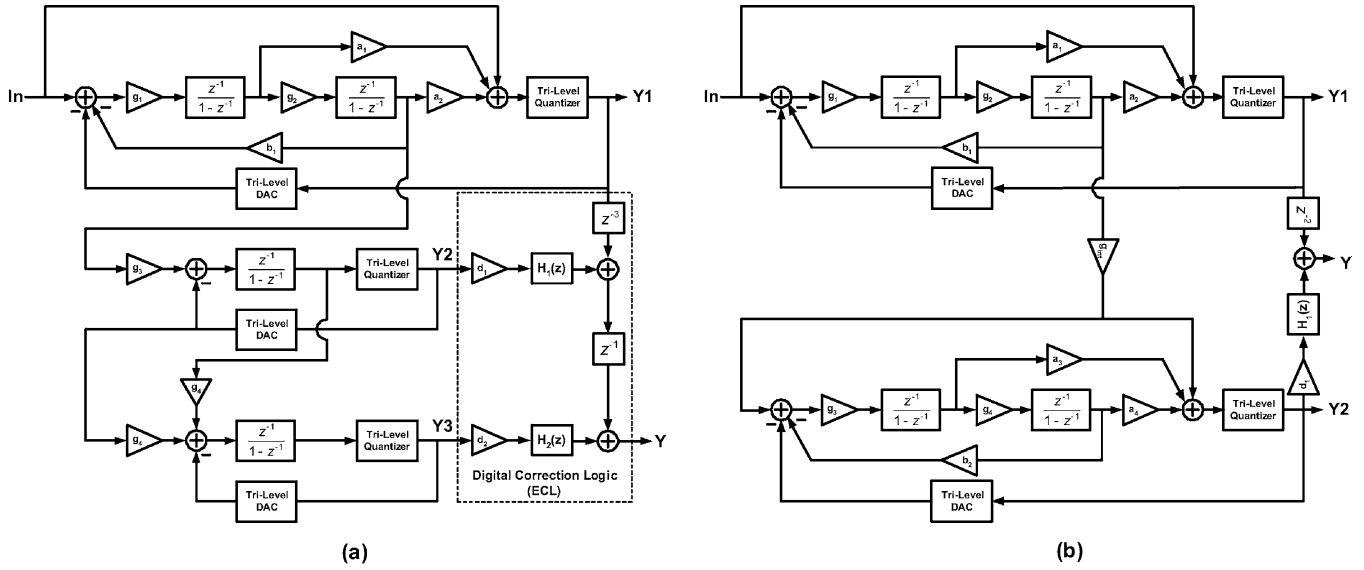 In
g1
z-1
1 - z-1
a1
g2
z-1
1 - z-1
a2
Tri-Level
Quantizer
Y1
b1
Tri-Level
DAC
z-3
g3
z-1
1 - z-1
Tri-Level
Quantizer
Y2
d1
H1(z)
Tri-Level
DAC
z-1
g4
g4
z-1
1 - z-1
Tri-Level
Quantizer
Y3
d2
H2(z)
Y
Tri-Level
DAC
Digital Correction Logic
(ECL)
(a)
In
g1
z-1
1 - z-1
a1
g2
z-1
1 - z-1
a2
Tri-Level
Quantizer
Y1
b1
Tri-Level
DAC
z-2
Y
H1(z)
d1
a3
g3
z-1
1 - z-1
g4
z-1
1 - z-1
a4
Tri-Level
Quantizer
Y2
b2
Tri-Level
DAC
(b)